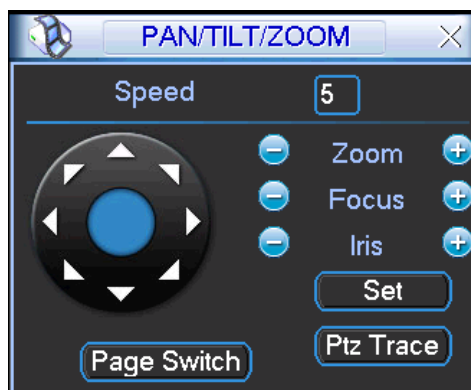 PAN/TILT/ZOOM
Speed 5
Zoom
Focus
Iris
Set
Page Switch
Ptz Trace